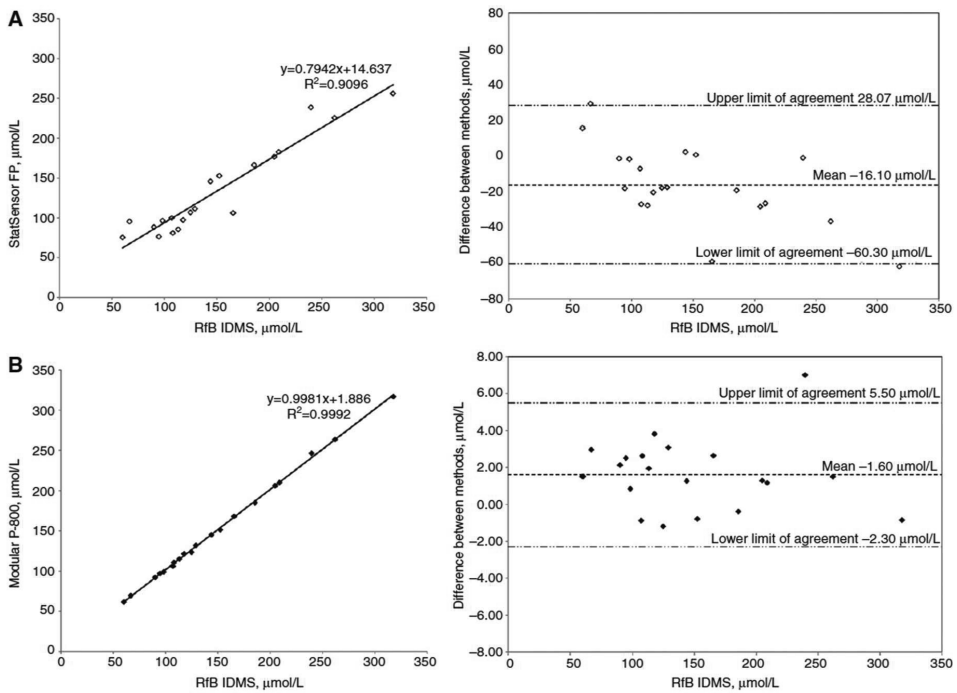 A
350
300
250
200
150
100
50
0
StatSensor FP, μmol/L
y=0.7942x+14.637
R²=0.9096
0 50 100 150 200 250 300 350
RfB IDMS, μmol/L
80
60
40
20
0
−20
−40
−60
−80
Difference between methods, μmol/L
Upper limit of agreement 28.07 μmol/L
Mean −16.10 μmol/L
Lower limit of agreement −60.30 μmol/L
0 50 100 150 200 250 300 350
RfB IDMS, μmol/L
B
350
300
250
200
150
100
50
0
Modular P-800, μmol/L
y=0.9981x+1.886
R²=0.9992
0 50 100 150 200 250 300 350
RfB IDMS, μmol/L
8.00
6.00
4.00
2.00
0.00
−2.00
−4.00
−6.00
−8.00
Difference between methods, μmol/L
Upper limit of agreement 5.50 μmol/L
Mean −1.60 μmol/L
Lower limit of agreement −2.30 μmol/L
0 50 100 150 200 250 300 350
RfB IDMS, μmol/L